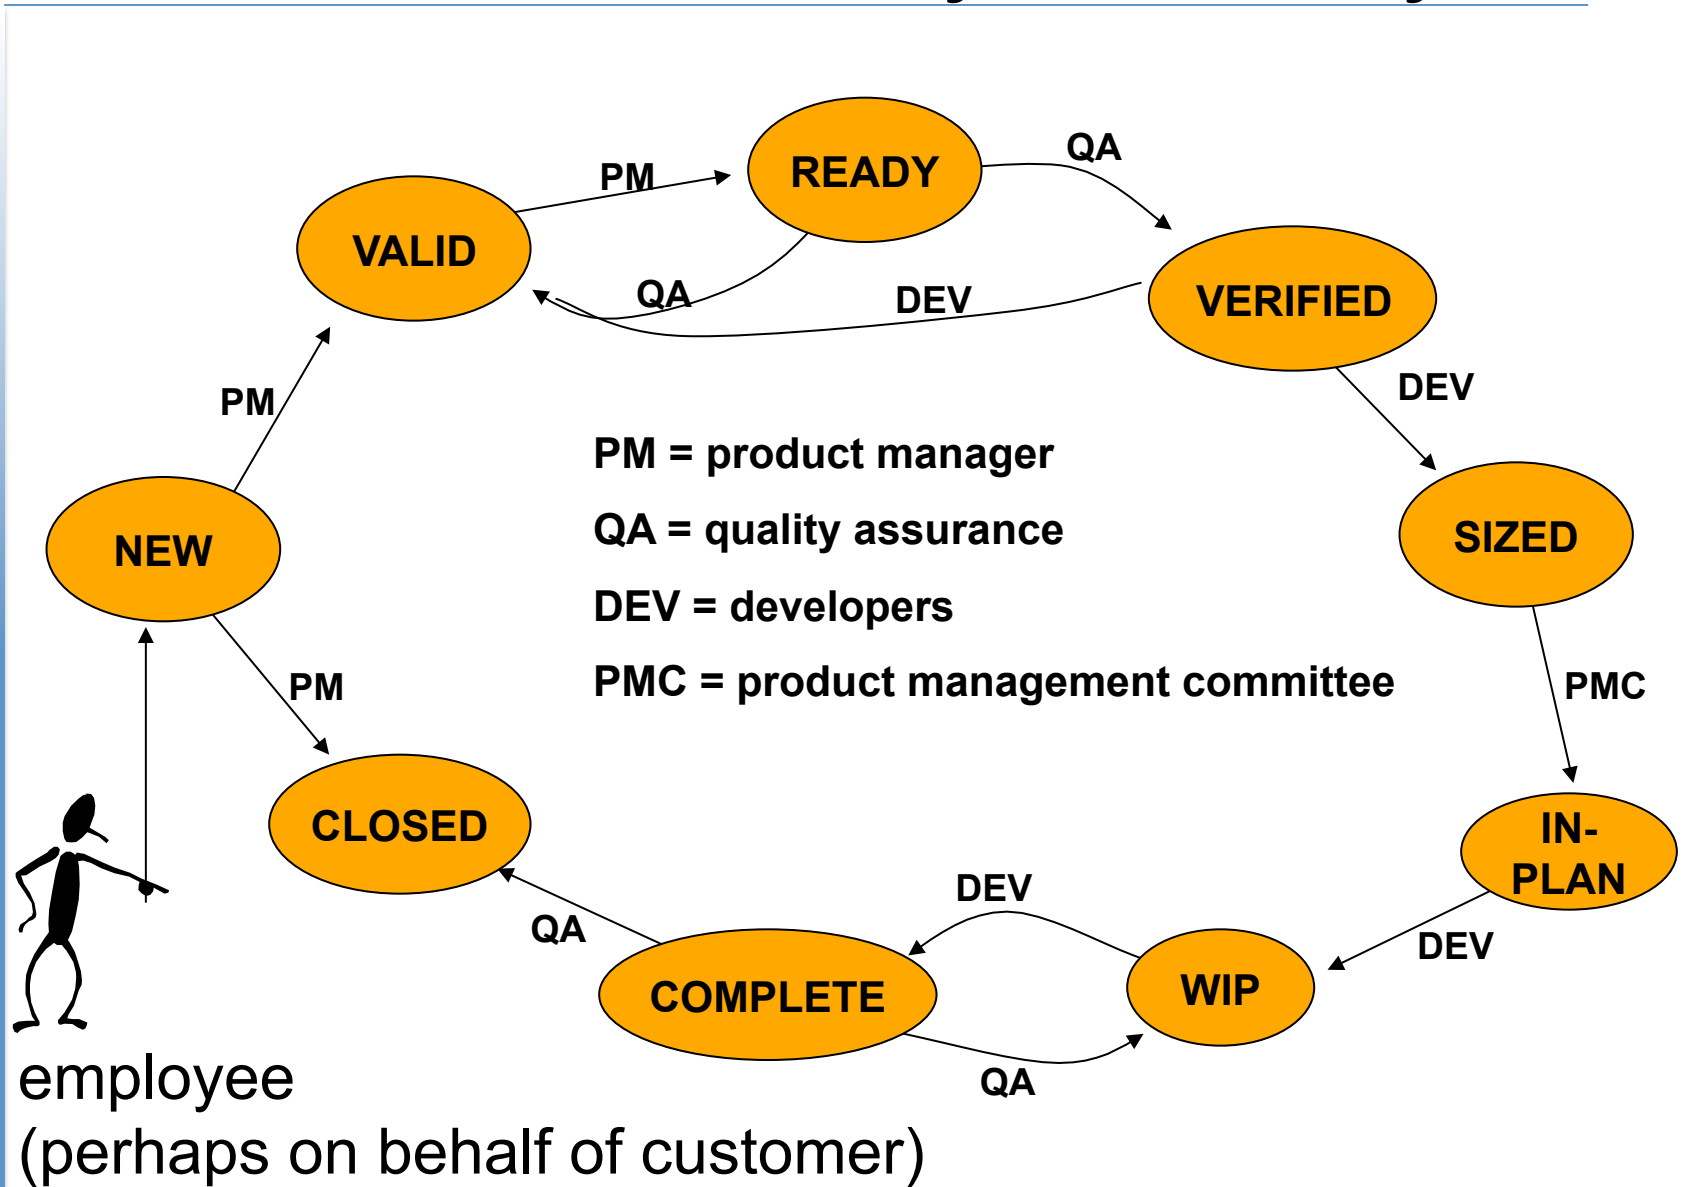 READY
QA
PM
VALID
QA
DEV
VERIFIED
DEV
PM
PM = product manager
QA = quality assurance
SIZED
NEW
DEV = developers
PM
PMC = product management committee
PMC
CLOSED
IN-
PLAN
DEV
QA
DEV
COMPLETE
WIP
QA
employee
(perhaps on behalf of customer)